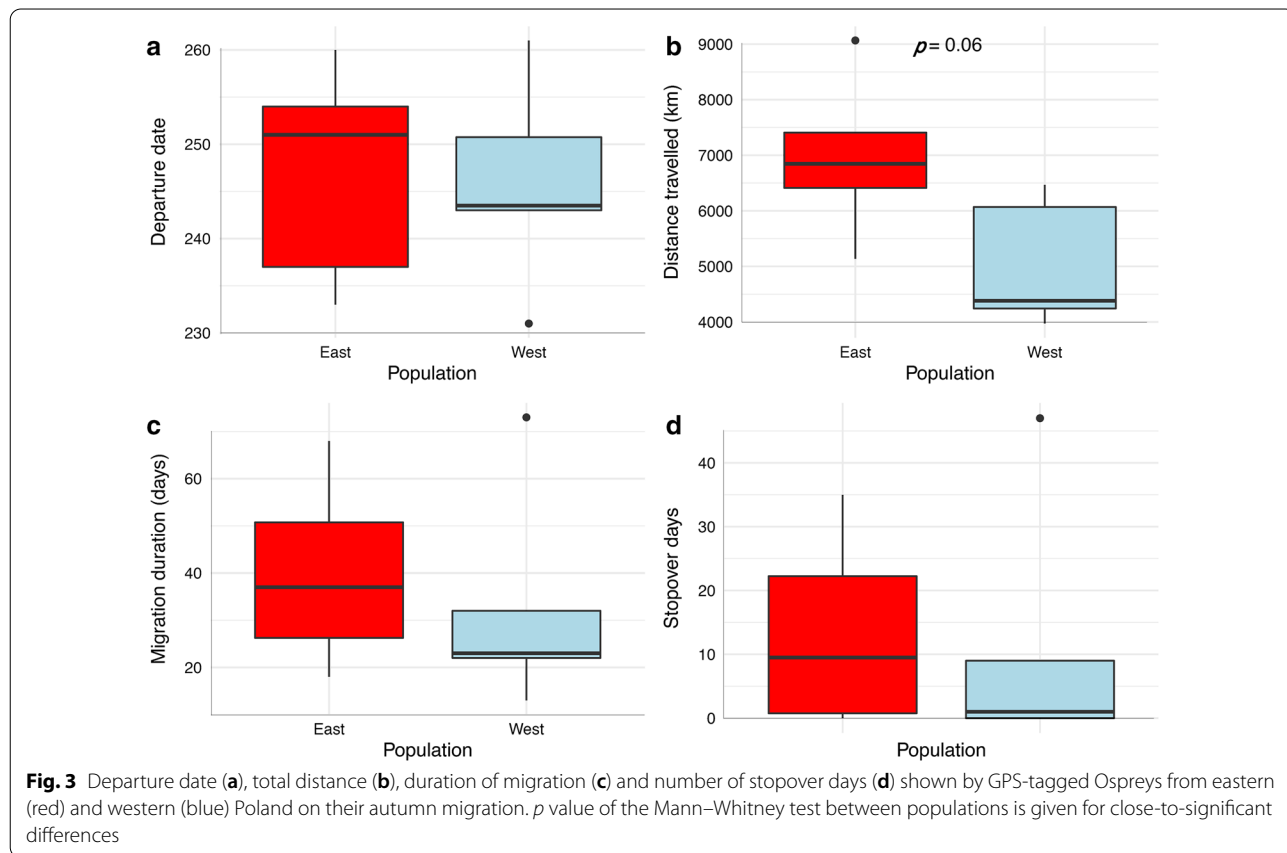 a
260
250
240
230
Departure date
East
West
Population
b
p = 0.06
9000
8000
7000
6000
5000
4000
Distance travelled (km)
East
West
Population
c
60
40
20
Migration duration (days)
East
West
Population
d
40
30
20
10
0
Stopover days
Population
Fig. 3 Departure date (a), total distance (b), duration of migration (c) and number of stopover days (d) shown by GPS-tagged Ospreys from eastern
(red) and western (blue) Poland on their autumn migration. p value of the Mann–Whitney test between populations is given for close-to-significant
differences